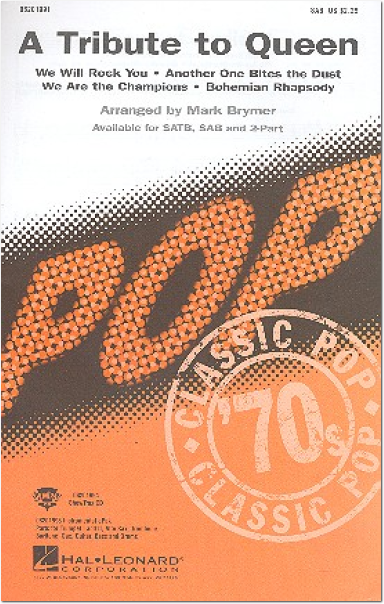 SAB US $2.25
A Tribute to Queen
We Will Rock You • Another One Bites the Dust
We Are the Champions • Bohemian Rhapsody
Arranged by Mark Brymer
Available for SATB, SAB and 2-Part
POP
CLASSIC POP
'70s
CLASSIC POP
HAL•LEONARD
CORPORATION